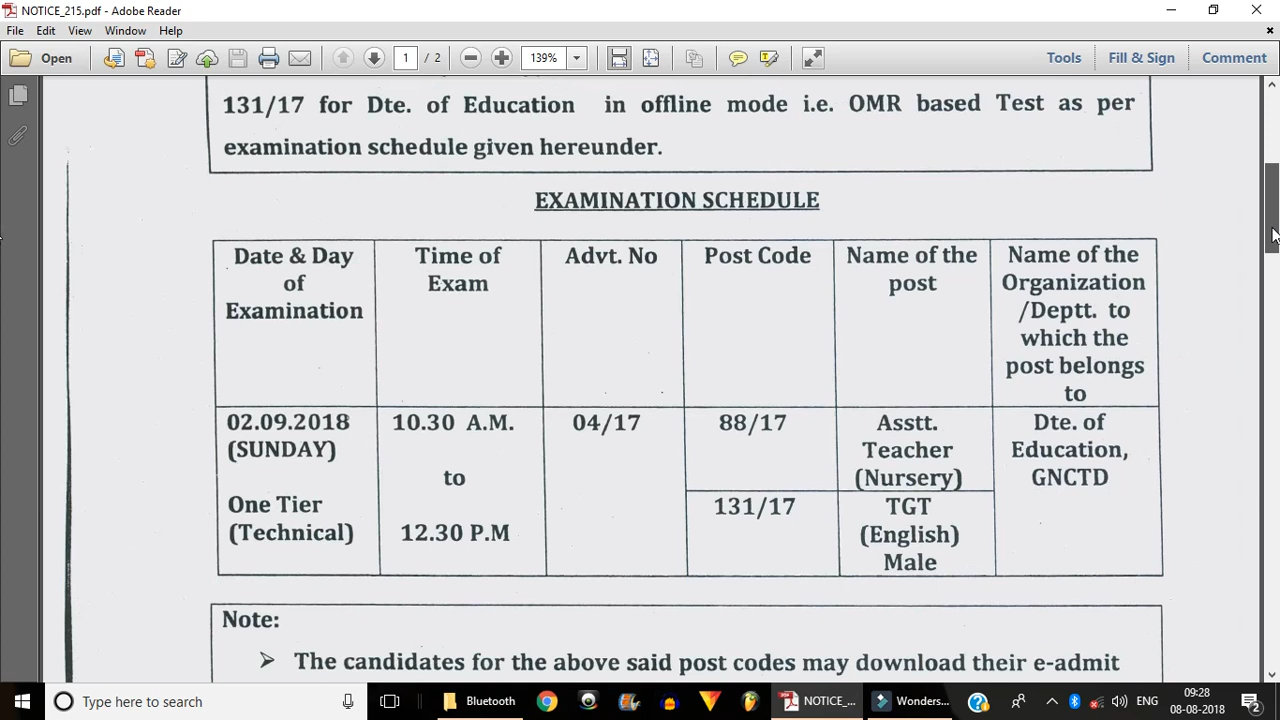 NOTICE_215.pdf - Adobe Reader
File Edit View Window Help
Open 1 / 2 139% Tools Fill & Sign Comment
131/17 for Dte. of Education in offline mode i.e. OMR based Test as per
examination schedule given hereunder.
EXAMINATION SCHEDULE
Date & Day
of
Examination
Time of
Exam
Advt. No
Post Code
Name of the
post
Name of the
Organization
/Deptt. to
which the
post belongs
to
02.09.2018
(SUNDAY)
One Tier
(Technical)
10.30 A.M.
to
12.30 P.M
04/17
88/17
Asstt.
Teacher
(Nursery)
131/17
TGT
(English)
Male
Dte. of
Education,
GNCTD
Note:
➢ The candidates for the above said post codes may download their e-admit
Type here to search
Bluetooth
NOTICE_...
Wonders...
ENG
09:28
08-08-2018
2